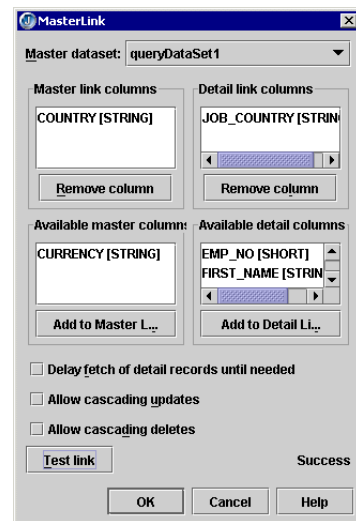 MasterLink
Master dataset: queryDataSet1
Master link columns
Detail link columns
COUNTRY [STRING]
JOB_COUNTRY [STRIN
Remove column
Remove column
Available master columns
Available detail columns
CURRENCY [STRING]
EMP_NO [SHORT]
FIRST_NAME [STRIN
Add to Master L...
Add to Detail Li...
Delay fetch of detail records until needed
Allow cascading updates
Allow cascading deletes
Test link
Success
OK
Cancel
Help